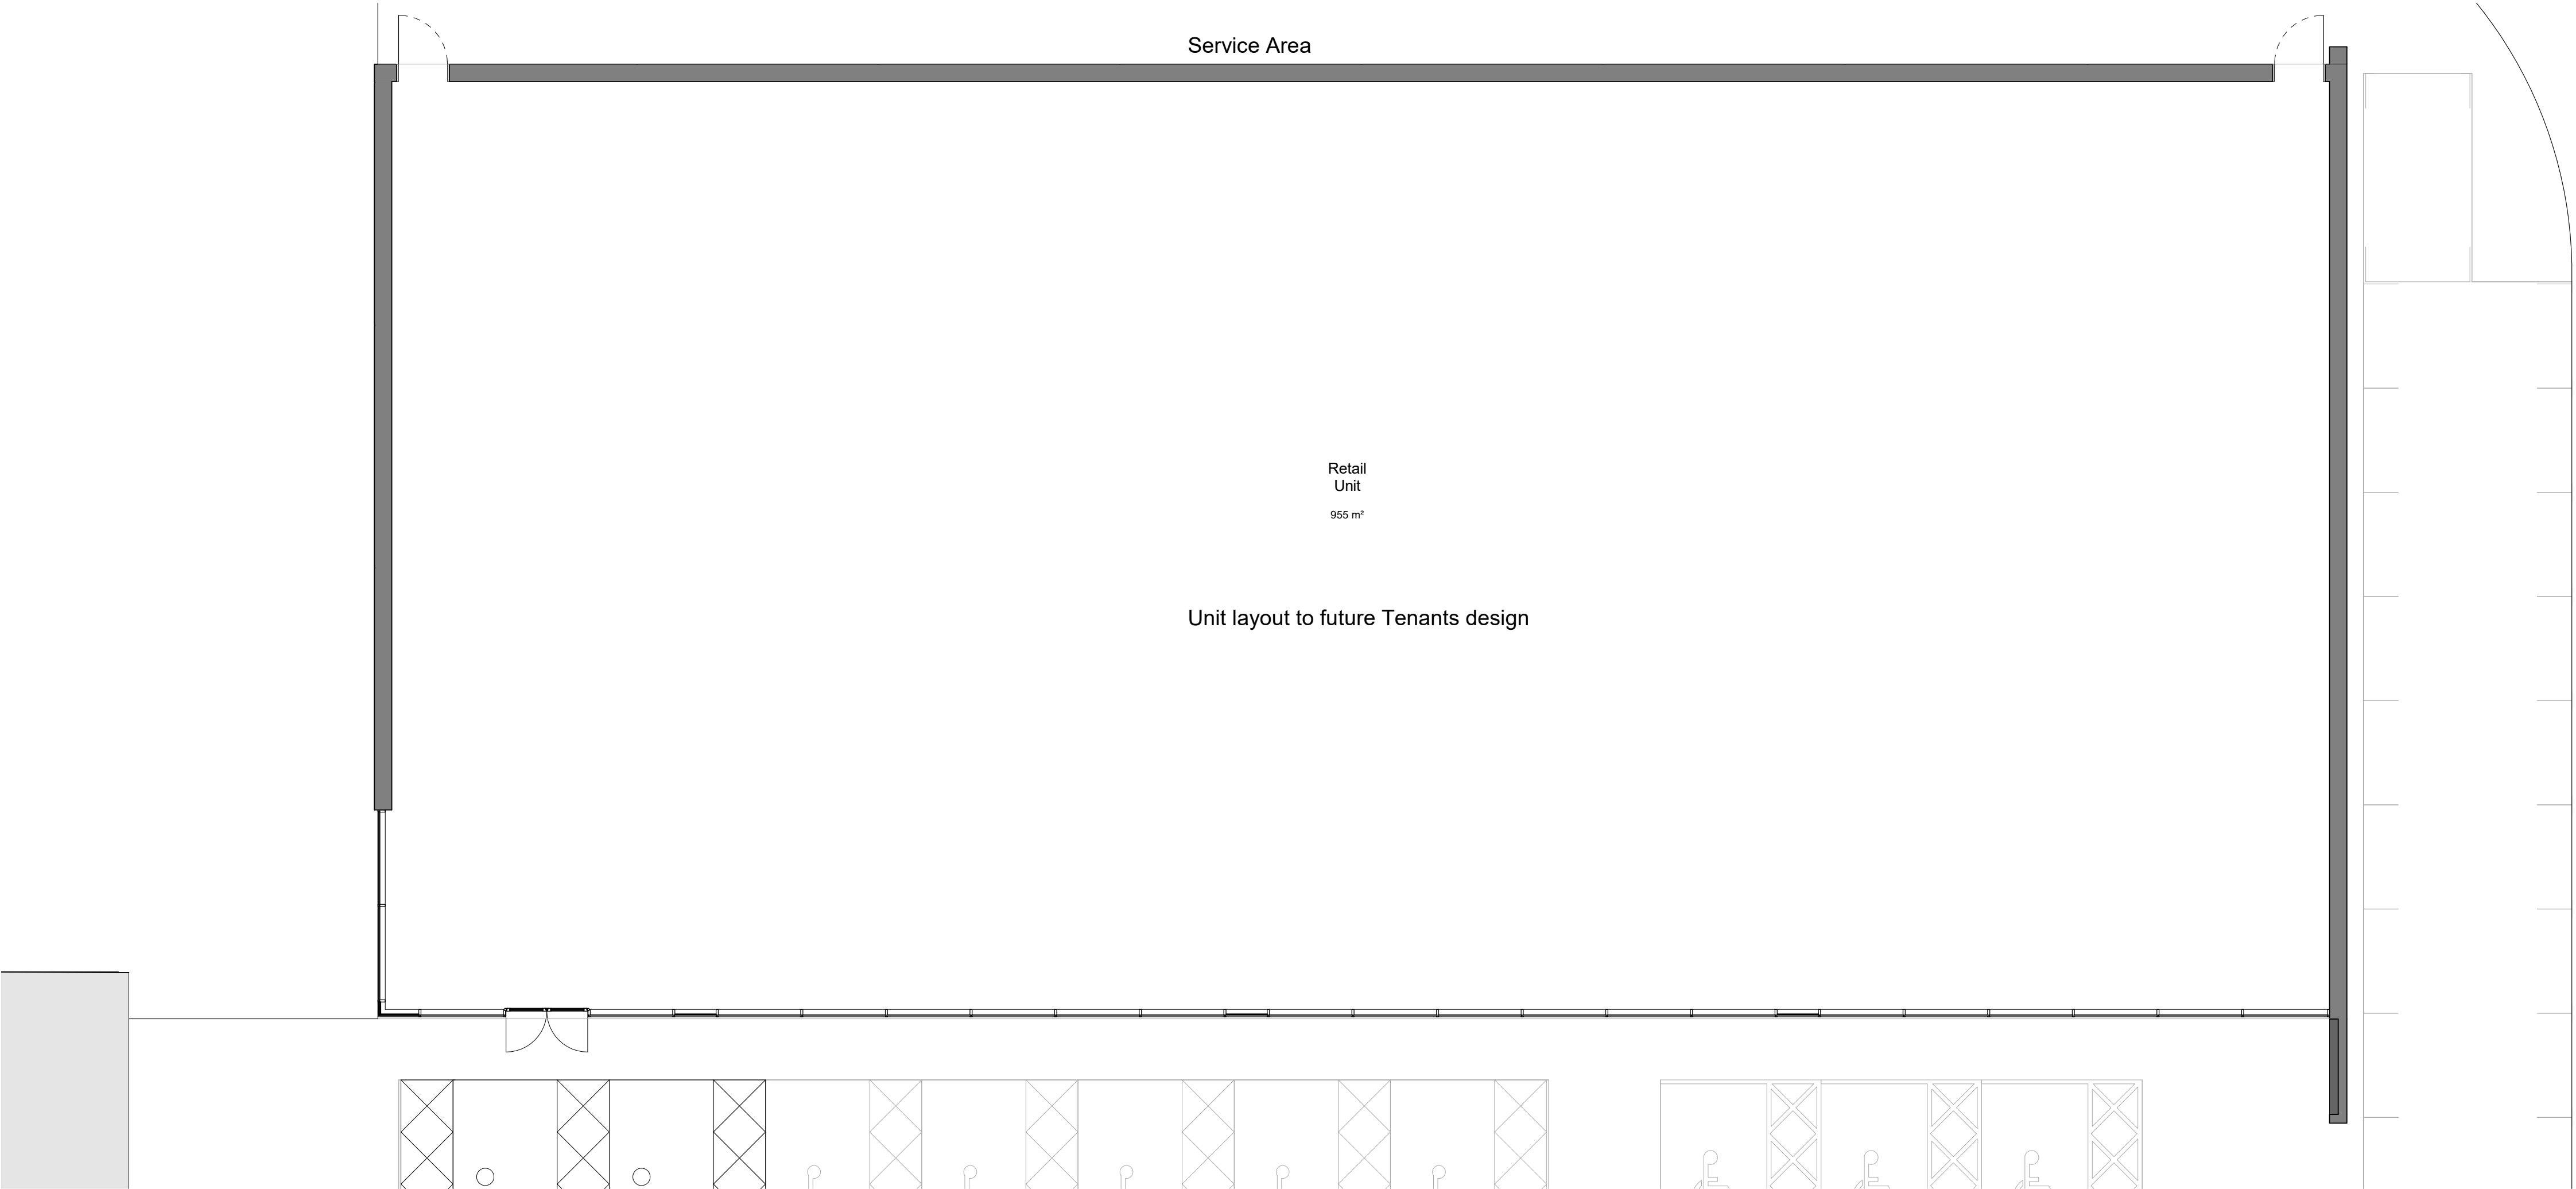 Service Area
Retail
Unit
955 m²
Unit layout to future Tenants design